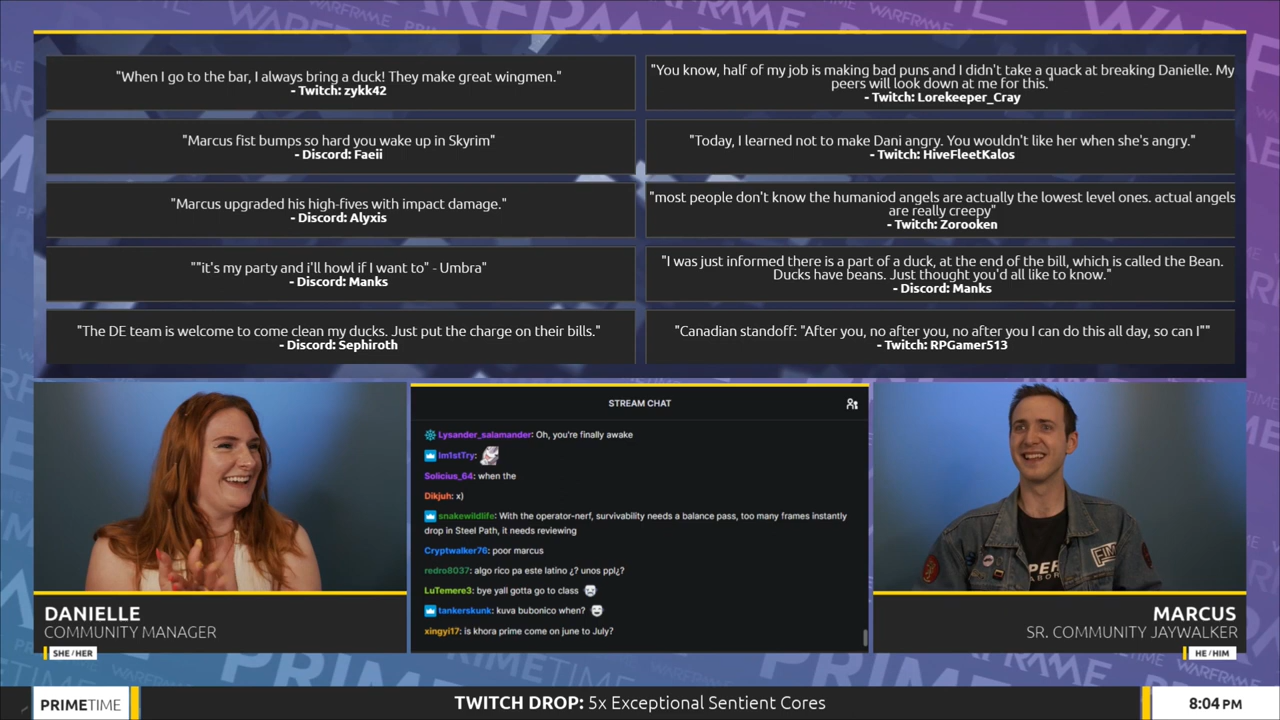 "When I go to the bar, I always bring a duck! They make great wingmen."
- Twitch: zykk42
"Marcus fist bumps so hard you wake up in Skyrim"
- Discord: Faeii
"Marcus upgraded his high-fives with impact damage."
- Discord: Alyxis
""it's my party and i'll howl if I want to" - Umbra"
- Discord: Manks
"The DE team is welcome to come clean my ducks. Just put the charge on their bills."
- Discord: Sephiroth
"You know, half of my job is making bad puns and I didn't take a quack at breaking Danielle. My
peers will look down at me for this."
- Twitch: Lorekeeper_Cray
"Today, I learned not to make Dani angry. You wouldn't like her when she's angry."
- Twitch: HiveFleetKalos
"most people don't know the humaniod angels are actually the lowest level ones. actual angels
are really creepy"
- Twitch: Zorooken
"I was just informed there is a part of a duck, at the end of the bill, which is called the Bean.
Ducks have beans. Just thought you'd all like to know."
- Discord: Manks
"Canadian standoff: "After you, no after you, no after you I can do this all day, so can I""
- Twitch: RPGamer513
STREAM CHAT
Lysander_salamander: Oh, you're finally awake
Im1stTry:
Solicius_64: when the
Dikjuh: x)
snakewildlife: With the operator-nerf, survivability needs a balance pass, too many frames instantly
drop in Steel Path, it needs reviewing
Cryptwalker76: poor marcus
redro8037: algo rico pa este latino ¿? unos ppl¿?
LuTemere3: bye yall gotta go to class
tankerskunk: kuva bubonico when?
xingyi17: is khora prime come on june to July?
DANIELLE
COMMUNITY MANAGER
SHE/HER
MARCUS
SR. COMMUNITY JAYWALKER
HE/HIM
PRIMETIME
TWITCH DROP: 5x Exceptional Sentient Cores
8:04 PM